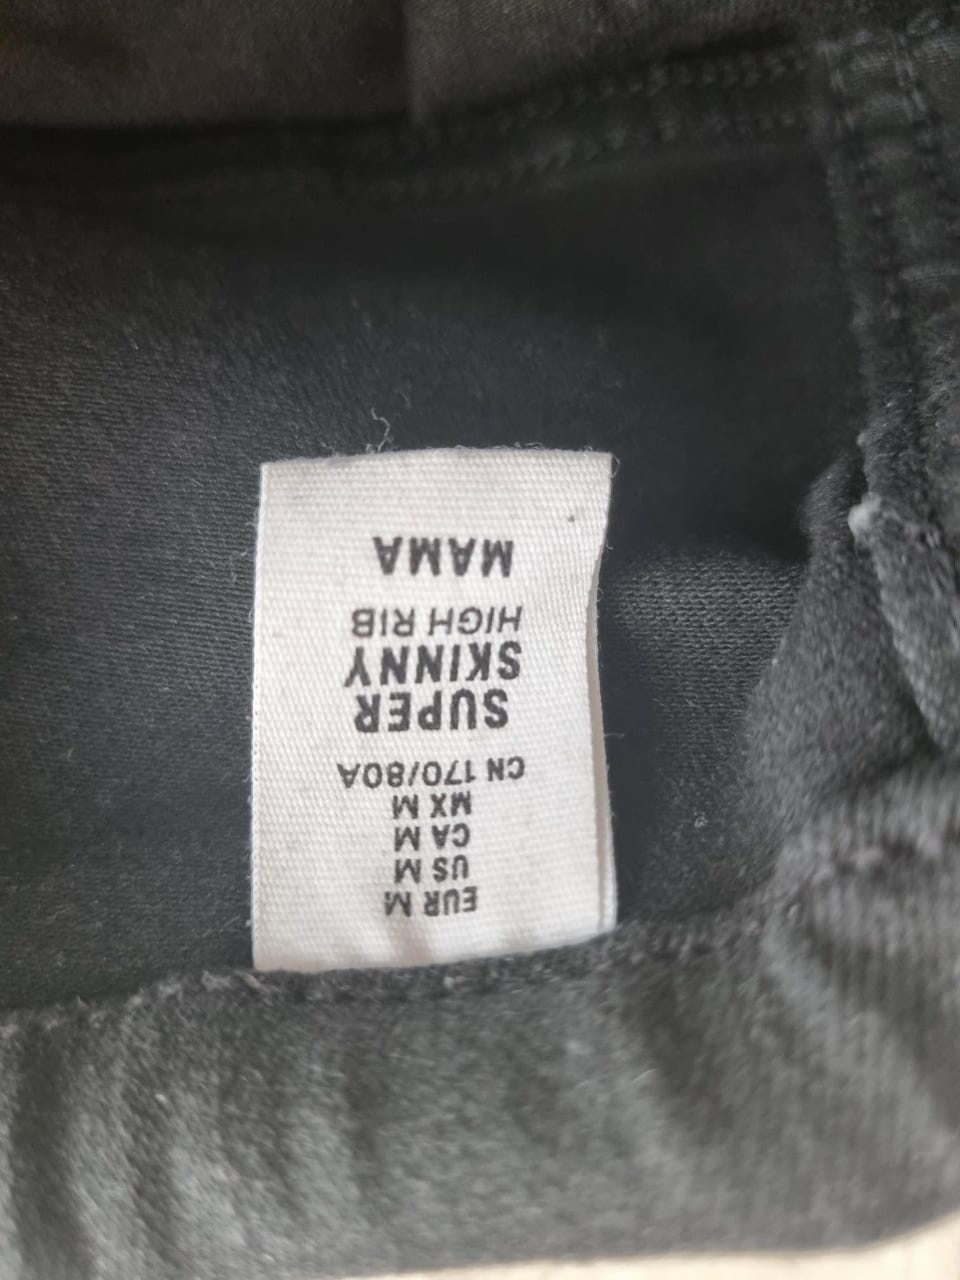 EUR M
US M
CA M
MX M
CN 170/80A
SUPER
SKINNY
HIGH RIB
MAMA